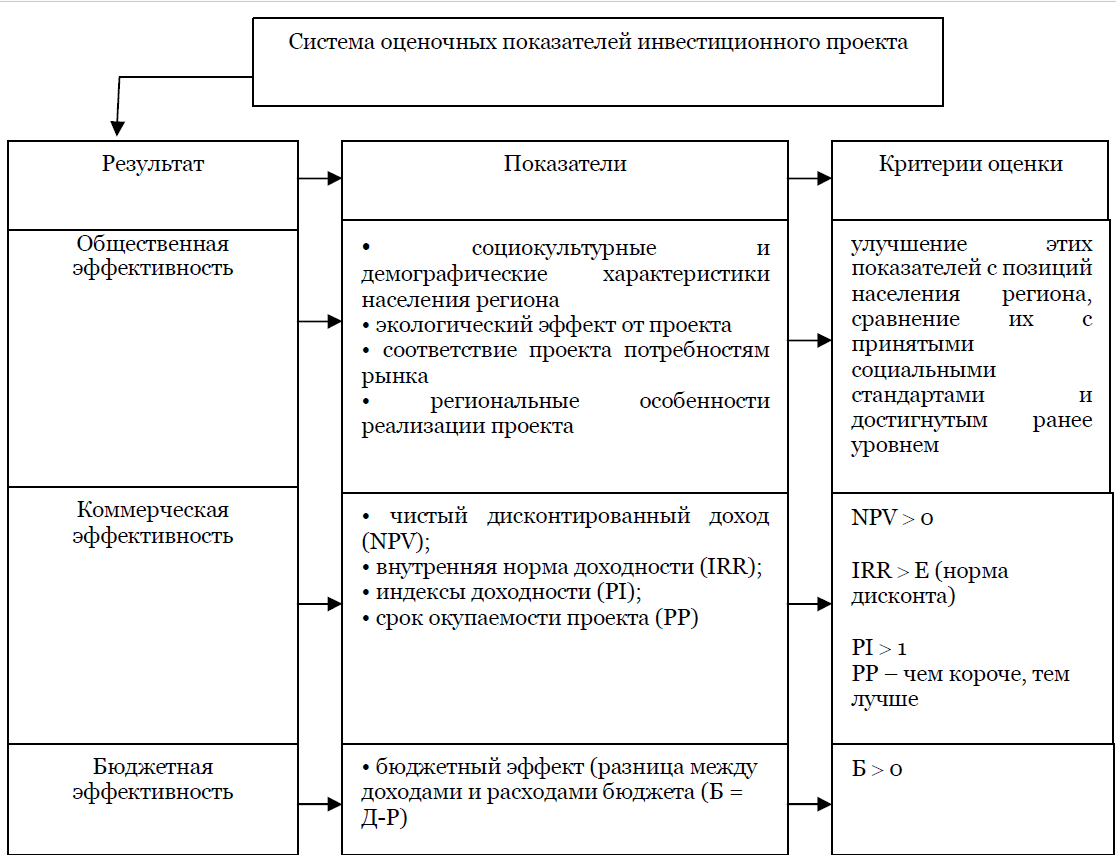 Система оценочных показателей инвестиционного проекта
Результат
Показатели
Критерии оценки
Общественная
эффективность
• социокультурные и
демографические характеристики
населения региона
• экологический эффект от проекта
• соответствие проекта потребностям
рынка
• региональные особенности
реализации проекта
улучшение этих
показателей с позиций
населения региона,
сравнение их с
принятыми
социальными
стандартами и
достигнутым ранее
уровнем
Коммерческая
эффективность
• чистый дисконтированный доход
(NPV);
• внутренняя норма доходности (IRR);
• индексы доходности (PI);
• срок окупаемости проекта (PP)
NPV > 0
IRR > E (норма
дисконта)
PI > 1
PP – чем короче, тем
лучше
Бюджетная
эффективность
• бюджетный эффект (разница между
доходами и расходами бюджета (Б =
Д-Р)
Б > 0